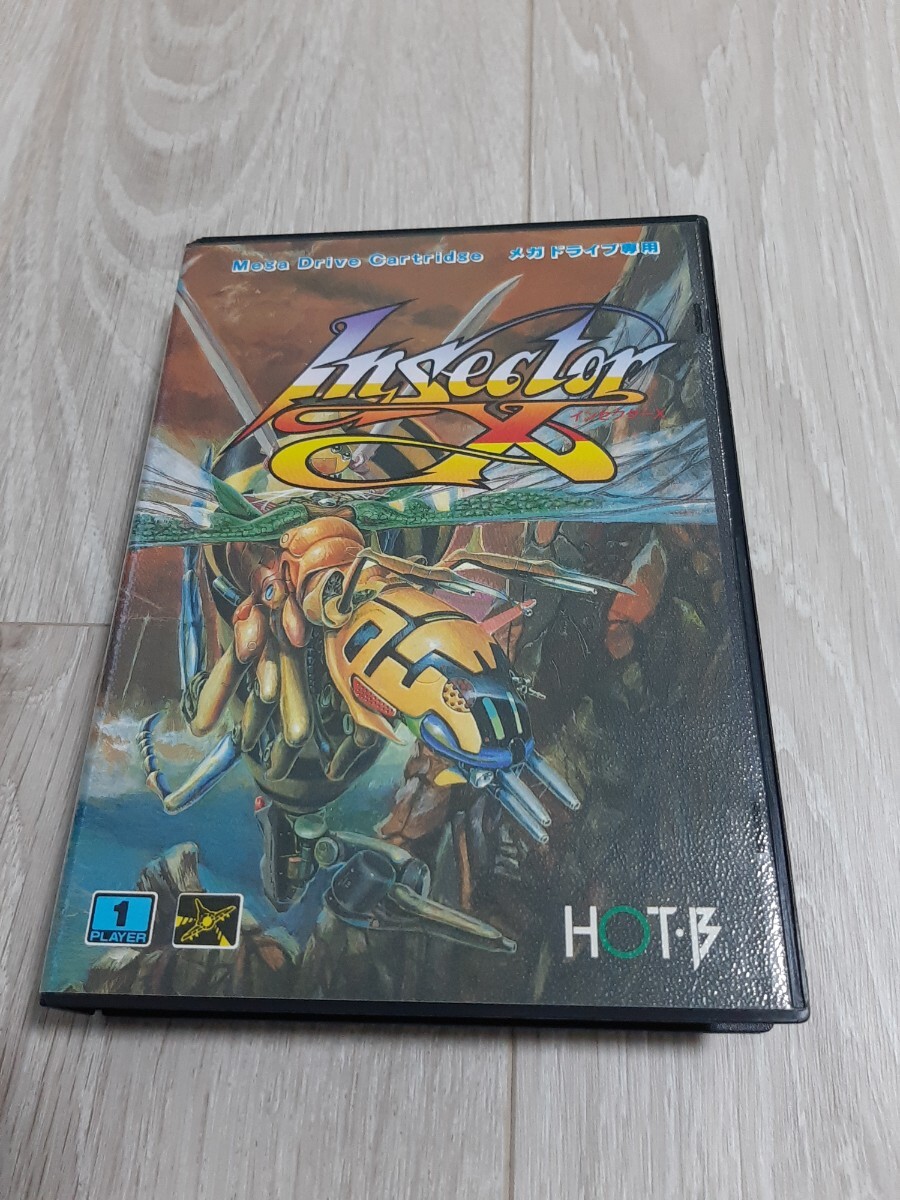 Mega Drive Cartridge メガドライブ専用
Insector
X
インセクターX
1
PLAYER
HOT・B